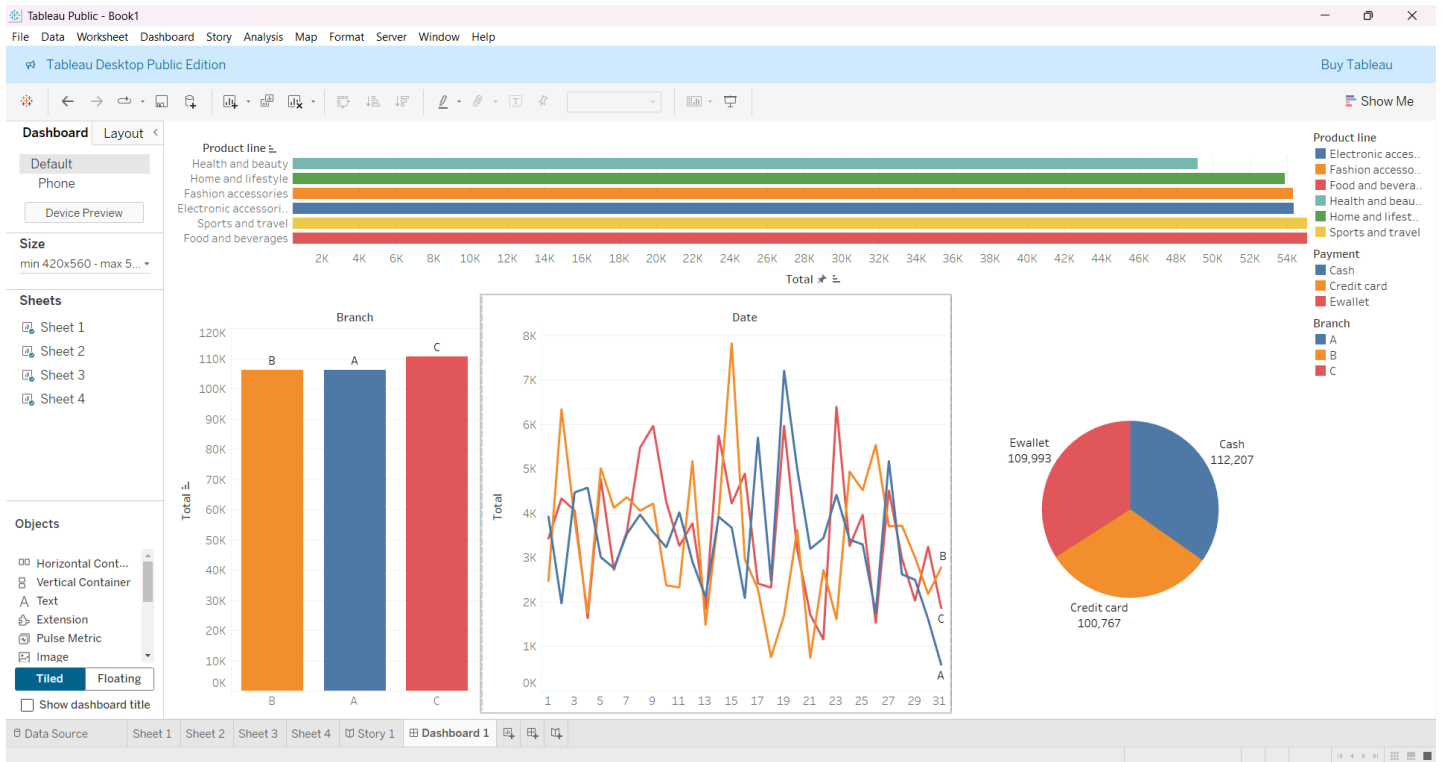 Tableau Public - Book1
File Data Worksheet Dashboard Story Analysis Map Format Server Window Help
Tableau Desktop Public Edition
Buy Tableau
Show Me
Dashboard Layout
Default
Phone
Device Preview
Size
min 420x560 - max 5...
Sheets
Sheet 1
Sheet 2
Sheet 3
Sheet 4
Objects
Horizontal Cont...
Vertical Container
A Text
Extension
Pulse Metric
Image
Tiled Floating
Show dashboard title
Product line
Health and beauty
Home and lifestyle
Fashion accessories
Electronic accessori..
Sports and travel
Food and beverages
2K 4K 6K 8K 10K 12K 14K 16K 18K 20K 22K 24K 26K 28K 30K 32K 34K 36K 38K 40K 42K 44K 46K 48K 50K 52K 54K
Total
Branch
120K
110K
100K
90K
80K
70K
60K
50K
40K
30K
20K
10K
0K
Total
B A C
B A C
Date
8K
7K
6K
5K
4K
3K
2K
1K
0K
Total
B
C
A
1 3 5 7 9 11 13 15 17 19 21 23 25 27 29 31
Ewallet
109,993
Cash
112,207
Credit card
100,767
Product line
Electronic acces..
Fashion accesso..
Food and bevera..
Health and beau..
Home and lifest..
Sports and travel
Payment
Cash
Credit card
Ewallet
Branch
A
B
C
Data Source Sheet 1 Sheet 2 Sheet 3 Sheet 4 Story 1 Dashboard 1